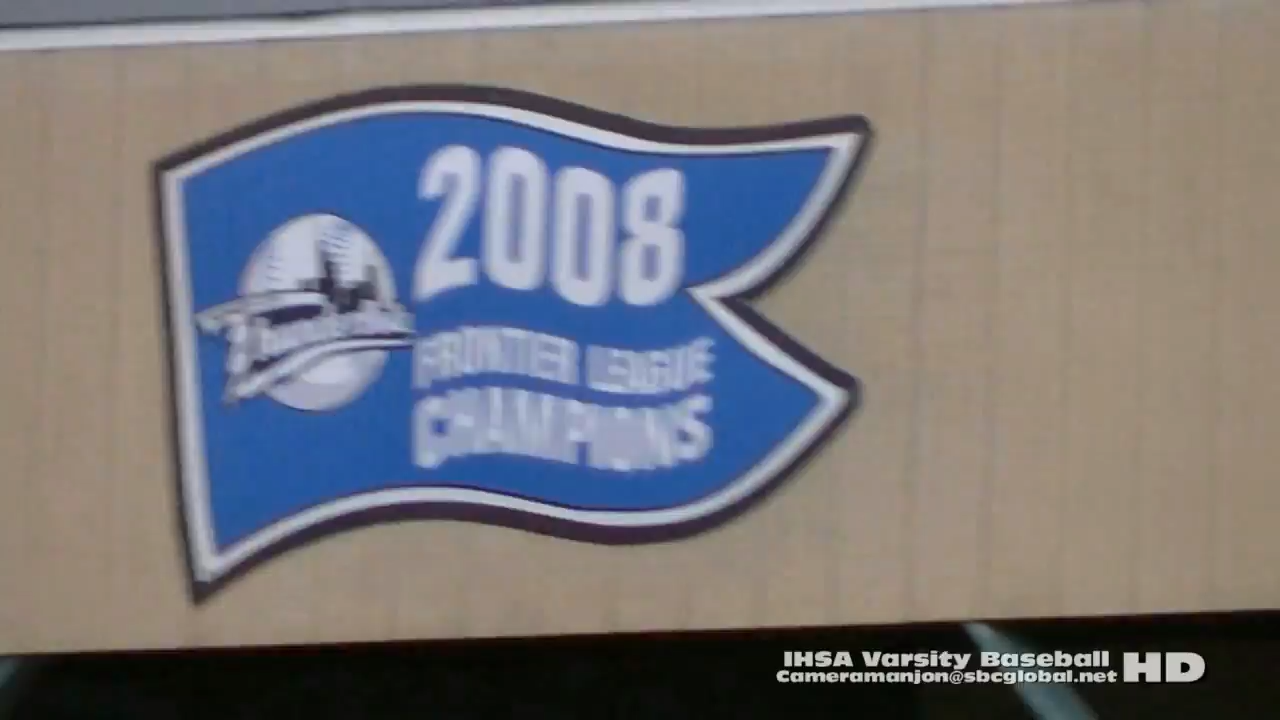 2008
FRONTIER LEAGUE
CHAMPIONS
IHSA Varsity Baseball HD
Cameramanjon@sbcglobal.net